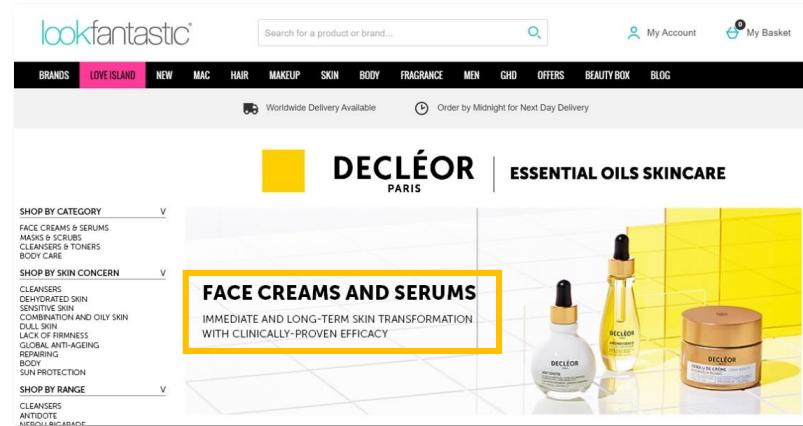 lookfantastic
Search for a product or brand...
My Account
0
My Basket
BRANDS LOVE ISLAND NEW MAC HAIR MAKEUP SKIN BODY FRAGRANCE MEN GHD OFFERS BEAUTY BOX BLOG
Worldwide Delivery Available
Order by Midnight for Next Day Delivery
DECLÉOR
PARIS
ESSENTIAL OILS SKINCARE
SHOP BY CATEGORY V
FACE CREAMS & SERUMS
MASKS & SCRUBS
CLEANSERS & TONERS
BODY CARE
SHOP BY SKIN CONCERN V
CLEANSERS
DEHYDRATED SKIN
SENSITIVE SKIN
COMBINATION AND OILY SKIN
DULL SKIN
LACK OF FIRMNESS
GLOBAL ANTI-AGEING
REPAIRING
BODY
SUN PROTECTION
SHOP BY RANGE V
CLEANSERS
ANTIDOTE
NEROLI BIGARADE
FACE CREAMS AND SERUMS
IMMEDIATE AND LONG-TERM SKIN TRANSFORMATION
WITH CLINICALLY-PROVEN EFFICACY
DECLÉOR
ANTIDOTE
DECLÉOR
DECLÉOR